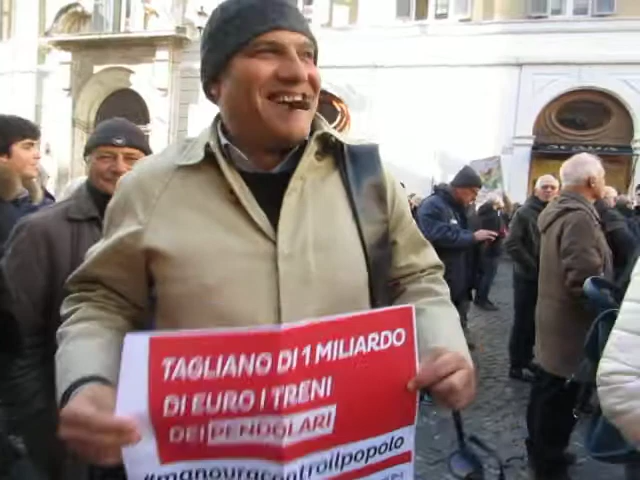 TAGLIANO DI 1 MILIARDO
DI EURO I TRENI
DEI PENDOLARI
#manovracontroilpopolo